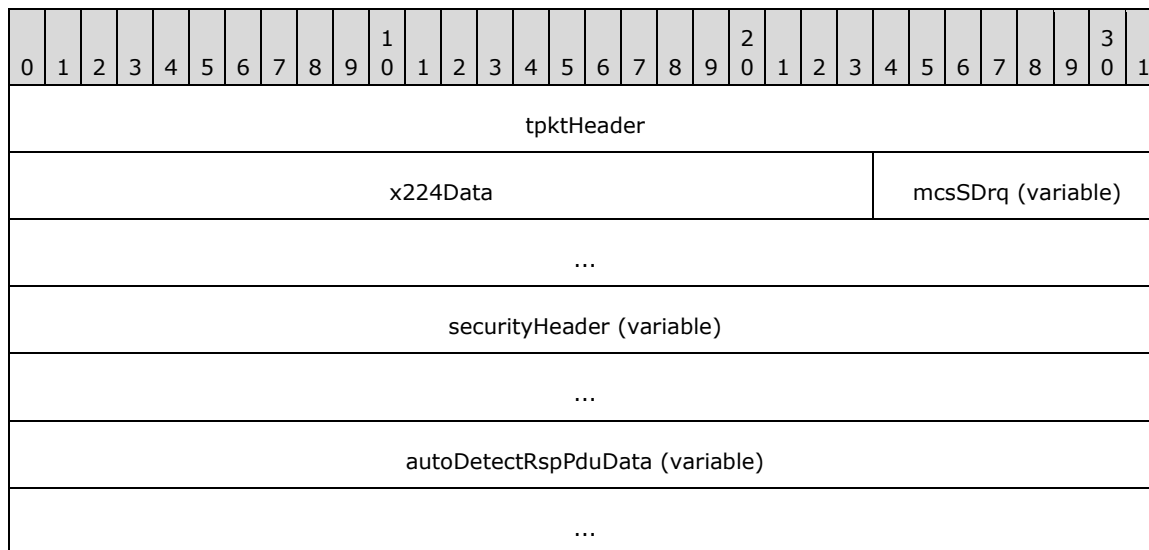 1 2 3
0 1 2 3 4 5 6 7 8 9 0 1 2 3 4 5 6 7 8 9 0 1 2 3 4 5 6 7 8 9 0 1
tpktHeader
x224Data mcsSDrq (variable)
...
securityHeader (variable)
...
autoDetectRspPduData (variable)
...